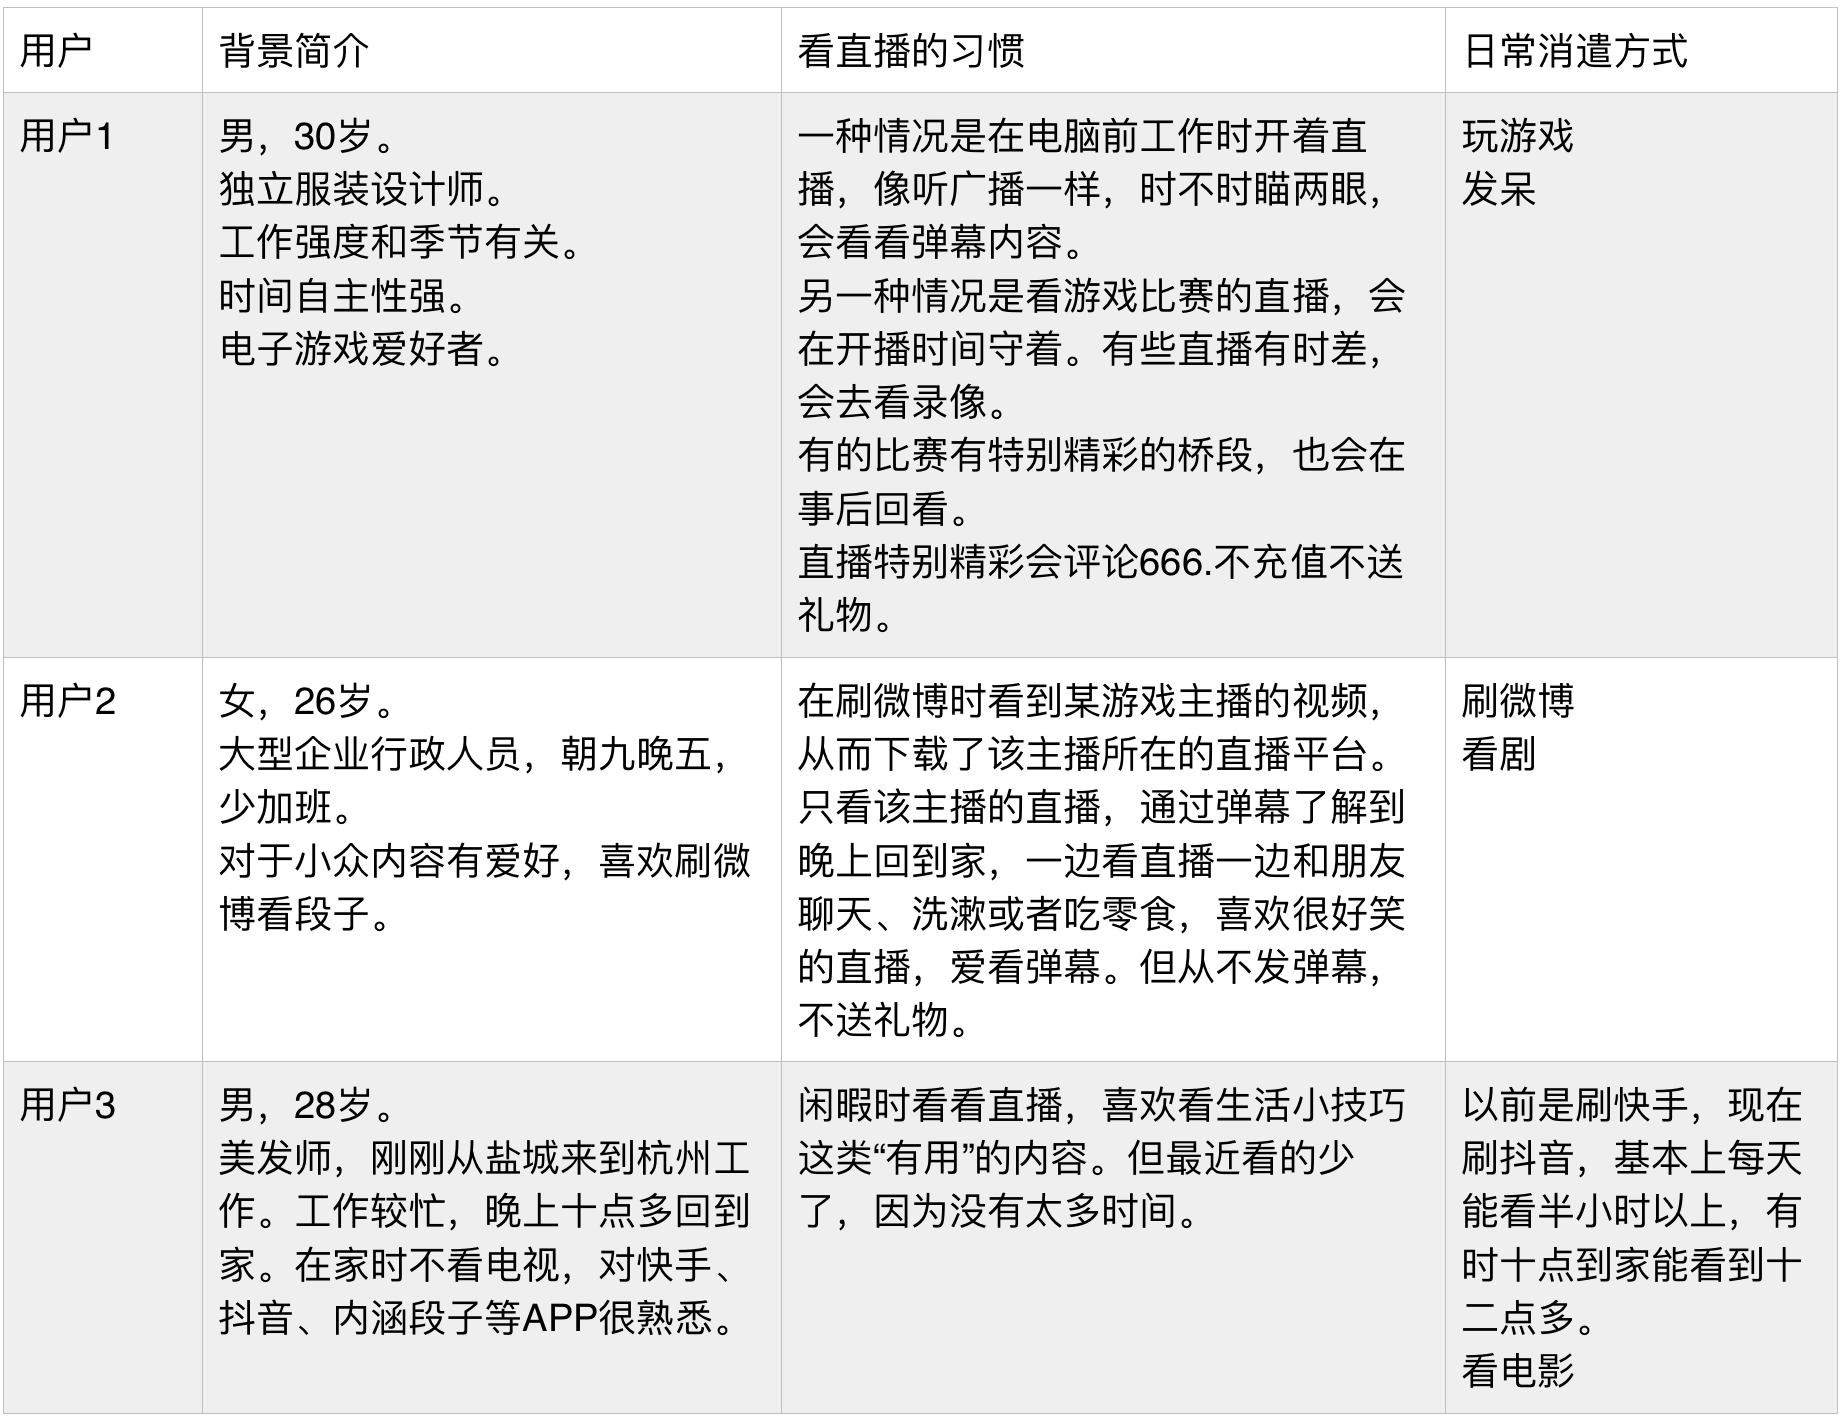 用户
背景简介
看直播的习惯
日常消遣方式
用户1
男，30岁。
独立服装设计师。
工作强度和季节有关。
时间自主性强。
电子游戏爱好者。
一种情况是在电脑前工作时开着直
播，像听广播一样，时不时瞄两眼，
会看看弹幕内容。
另一种情况是看游戏比赛的直播，会
在开播时间守着。有些直播有时差，
会去看录像。
有的比赛有特别精彩的桥段，也会在
事后回看。
直播特别精彩会评论666.不充值不送
礼物。
玩游戏
发呆
用户2
女，26岁。
大型企业行政人员，朝九晚五，
少加班。
对于小众内容有爱好，喜欢刷微
博看段子。
在刷微博时看到某游戏主播的视频，
从而下载了该主播所在的直播平台。
只看该主播的直播，通过弹幕了解到
晚上回到家，一边看直播一边和朋友
聊天、洗漱或者吃零食，喜欢很好笑
的直播，爱看弹幕。但从不发弹幕，
不送礼物。
刷微博
看剧
用户3
男，28岁。
美发师，刚刚从盐城来到杭州工
作。工作较忙，晚上十点多回到
家。在家时不看电视，对快手、
抖音、内涵段子等APP很熟悉。
闲暇时看看直播，喜欢看生活小技巧
这类“有用”的内容。但最近看的少
了，因为没有太多时间。
以前是刷快手，现在
刷抖音，基本上每天
能看半小时以上，有
时十点到家能看到十
二点多。
看电影